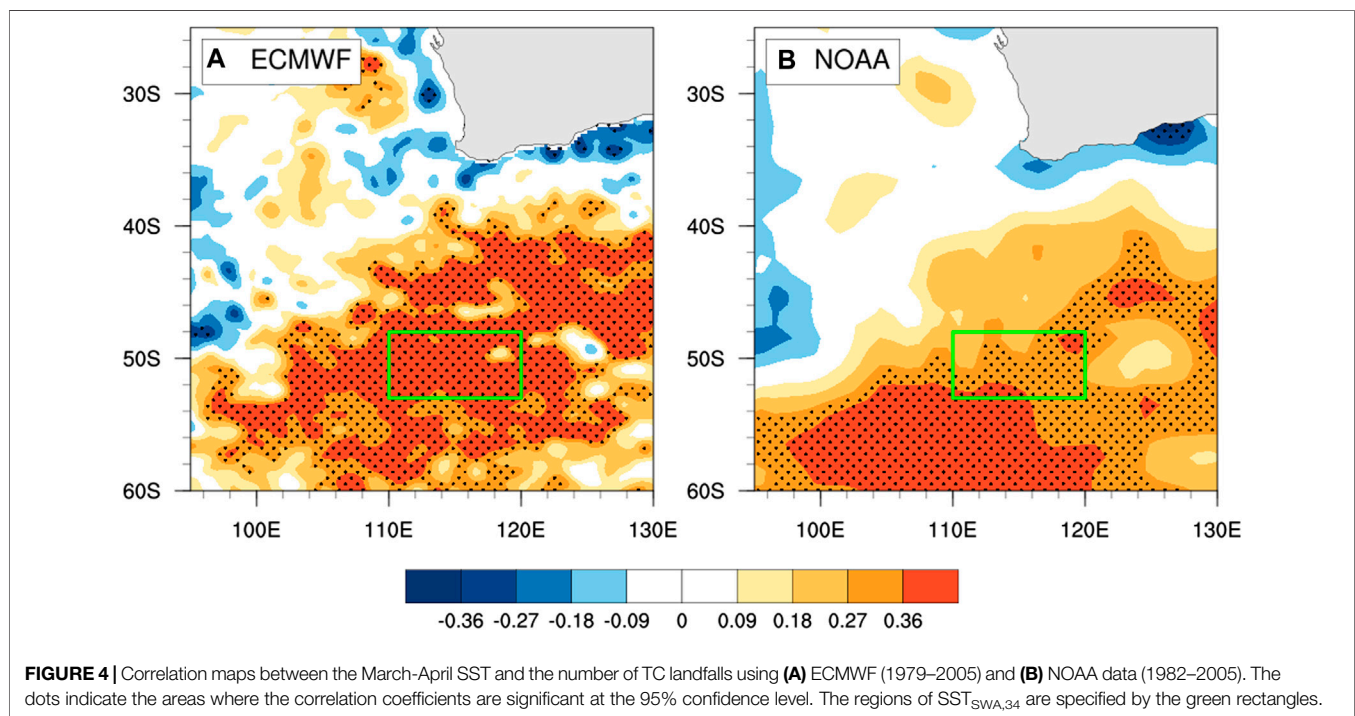 A ECMWF
B NOAA
30S
40S
50S
60S
100E 110E 120E 130E
30S
40S
50S
60S
100E 110E 120E 130E
-0.36 -0.27 -0.18 -0.09 0 0.09 0.18 0.27 0.36
FIGURE 4 | Correlation maps between the March-April SST and the number of TC landfalls using (A) ECMWF (1979–2005) and (B) NOAA data (1982–2005). The
dots indicate the areas where the correlation coefficients are significant at the 95% confidence level. The regions of SSTSWA,34 are specified by the green rectangles.